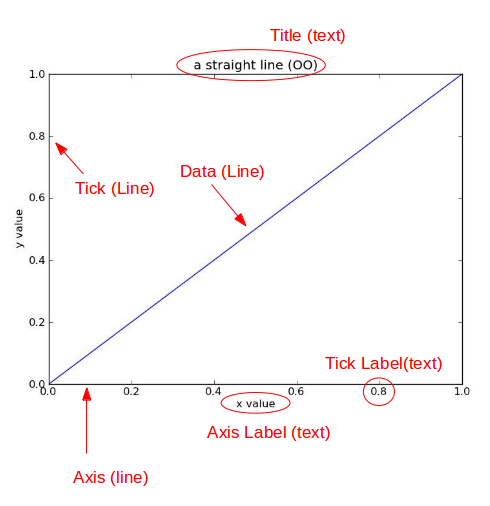 Title (text)
a straight line (OO)
1.0
0.8
Data (Line)
Tick (Line)
0.6
y value
0.4
0.2
Tick Label(text)
0.0
0.0 0.2 0.4 0.6 0.8 1.0
x value
Axis Label (text)
Axis (line)